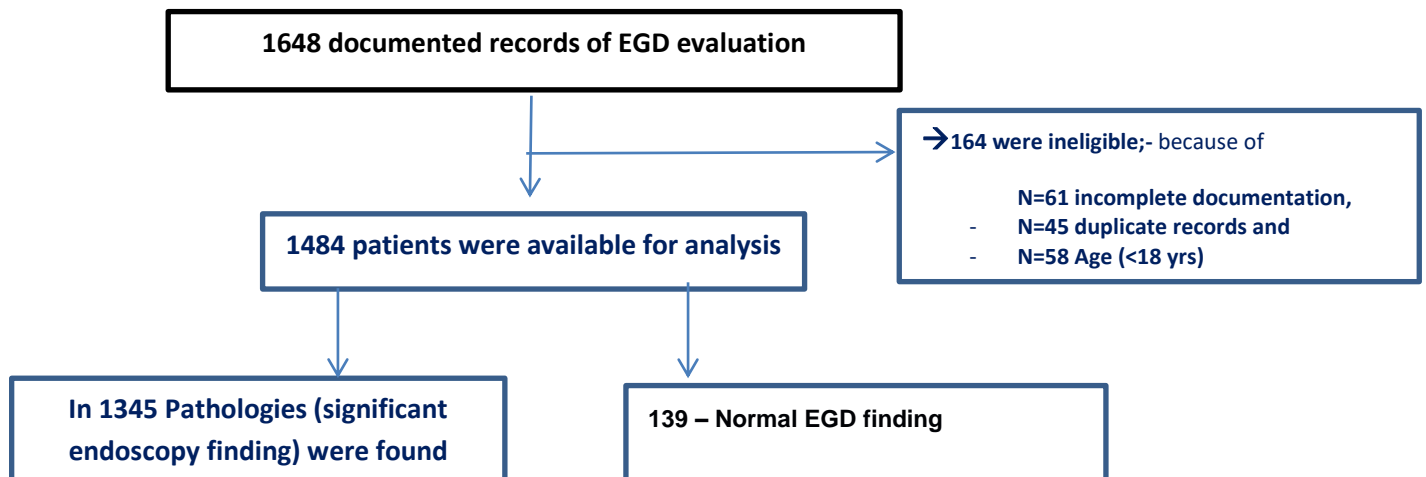 1648 documented records of EGD evaluation
→164 were ineligible;- because of
N=61 incomplete documentation,
- N=45 duplicate records and
- N=58 Age (<18 yrs)
1484 patients were available for analysis
In 1345 Pathologies (significant
endoscopy finding) were found
139 – Normal EGD finding